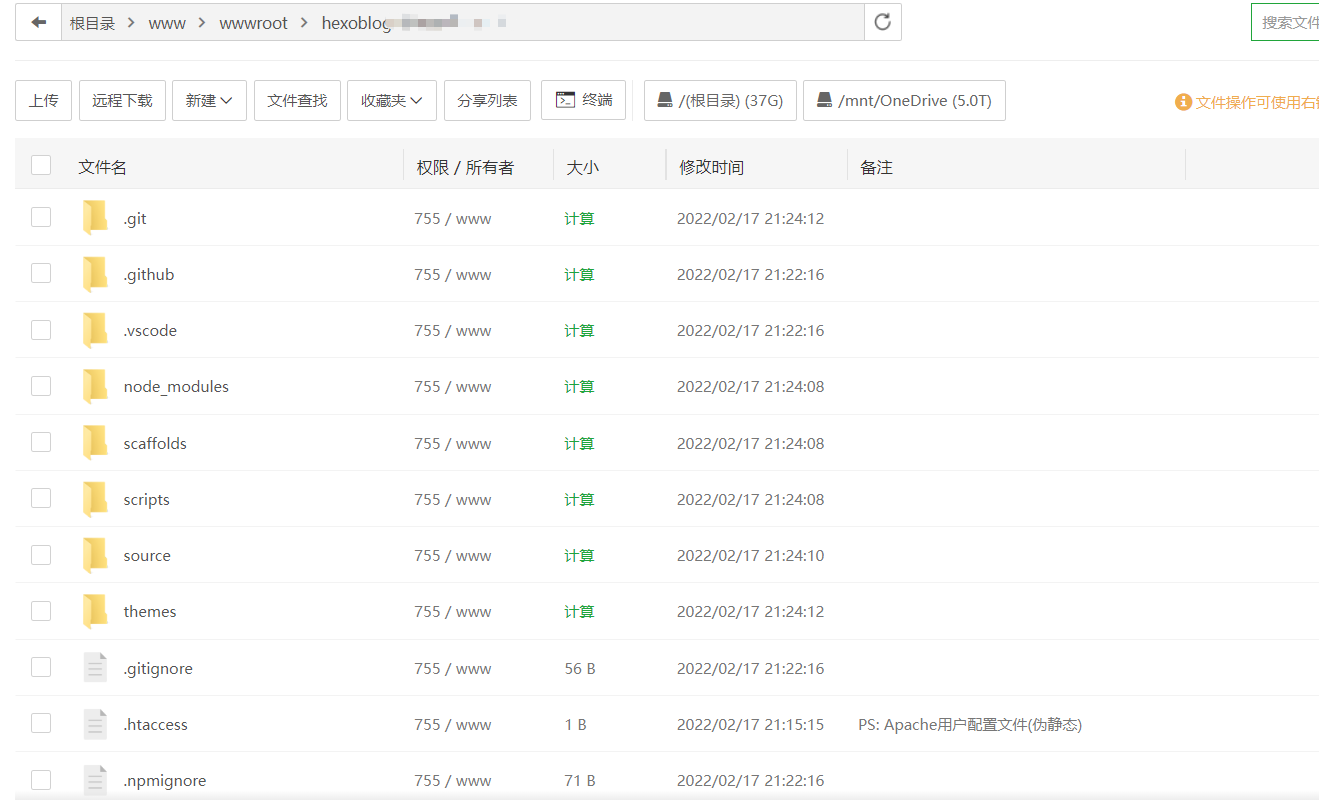 根目录 > www > wwwroot > hexoblog
搜索文件
上传 远程下载 新建 文件查找 收藏夹 分享列表 终端 /(根目录) (37G) /mnt/OneDrive (5.0T) 文件操作可使用右
文件名 权限 / 所有者 大小 修改时间 备注
.git 755 / www 计算 2022/02/17 21:24:12
.github 755 / www 计算 2022/02/17 21:22:16
.vscode 755 / www 计算 2022/02/17 21:22:16
node_modules 755 / www 计算 2022/02/17 21:24:08
scaffolds 755 / www 计算 2022/02/17 21:24:08
scripts 755 / www 计算 2022/02/17 21:24:08
source 755 / www 计算 2022/02/17 21:24:10
themes 755 / www 计算 2022/02/17 21:24:12
.gitignore 755 / www 56 B 2022/02/17 21:22:16
.htaccess 755 / www 1 B 2022/02/17 21:15:15 PS: Apache用户配置文件(伪静态)
.npmignore 755 / www 71 B 2022/02/17 21:22:16